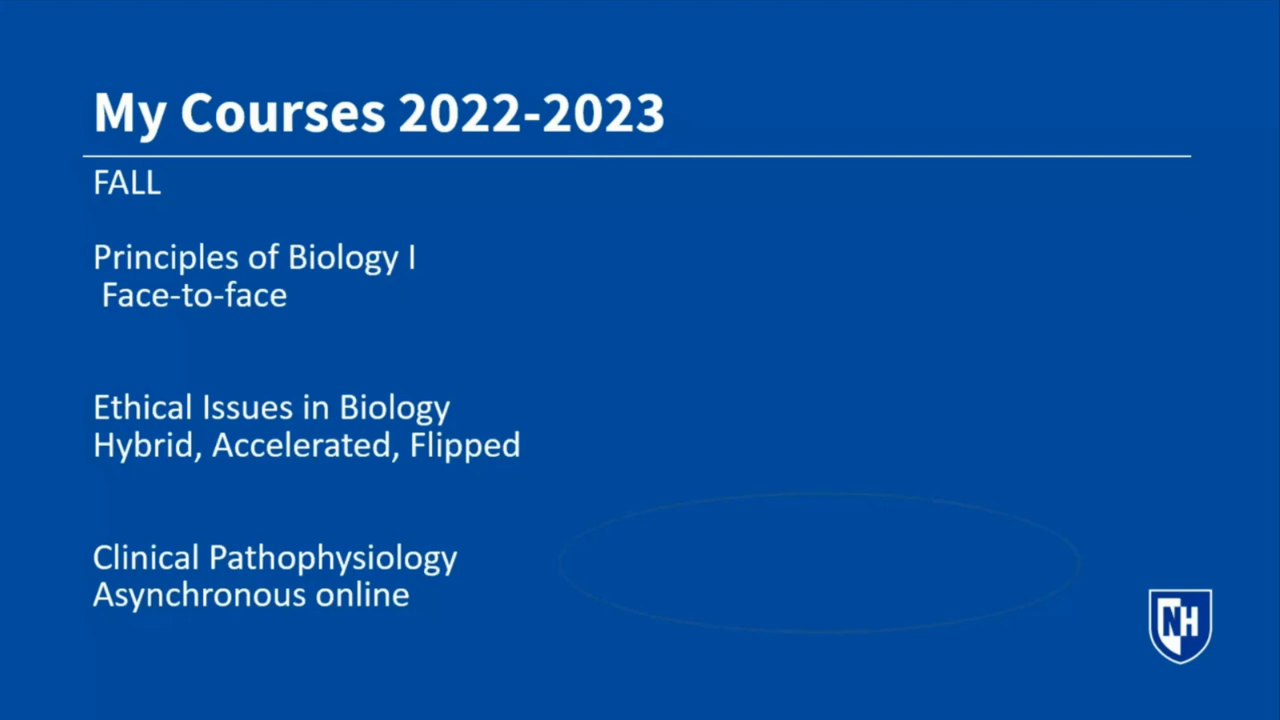 My Courses 2022-2023
FALL
Principles of Biology I
Face-to-face
Ethical Issues in Biology
Hybrid, Accelerated, Flipped
Clinical Pathophysiology
Asynchronous online
NH